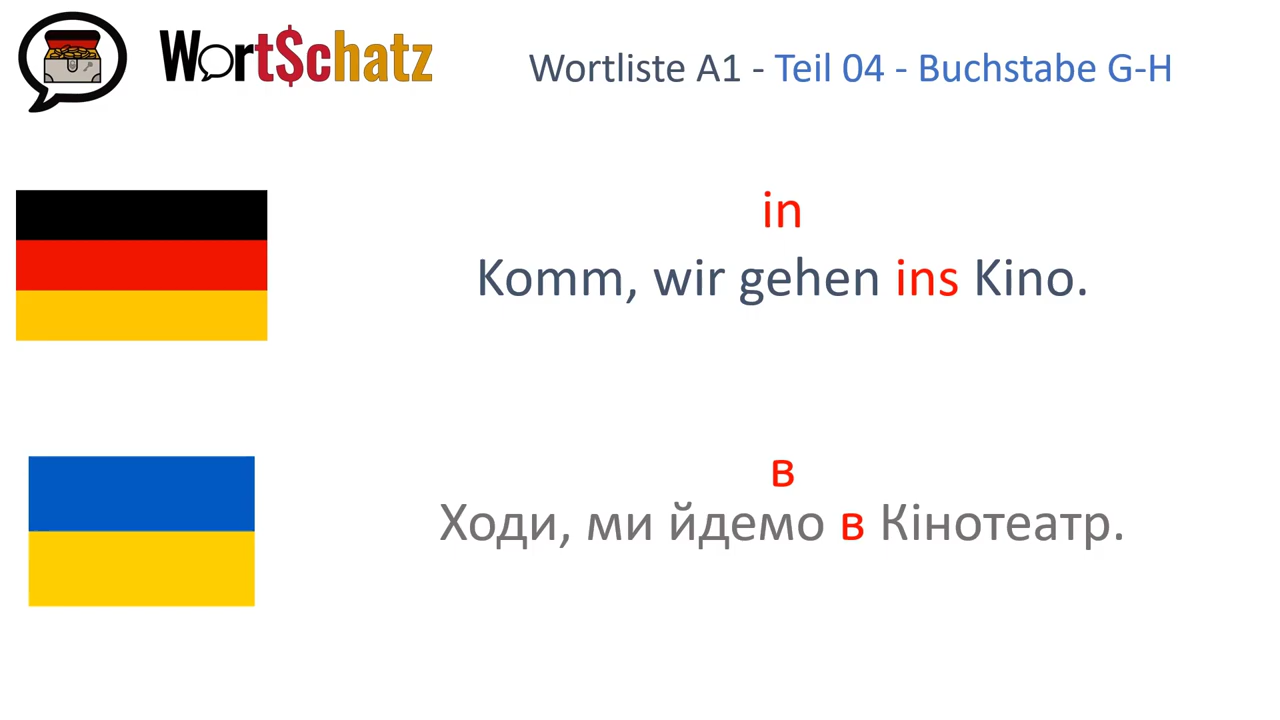 WortSchatz
Wortliste A1 - Teil 04 - Buchstabe G-H
in
Komm, wir gehen ins Kino.
в
Ходи, ми йдемо в Кінотеатр.